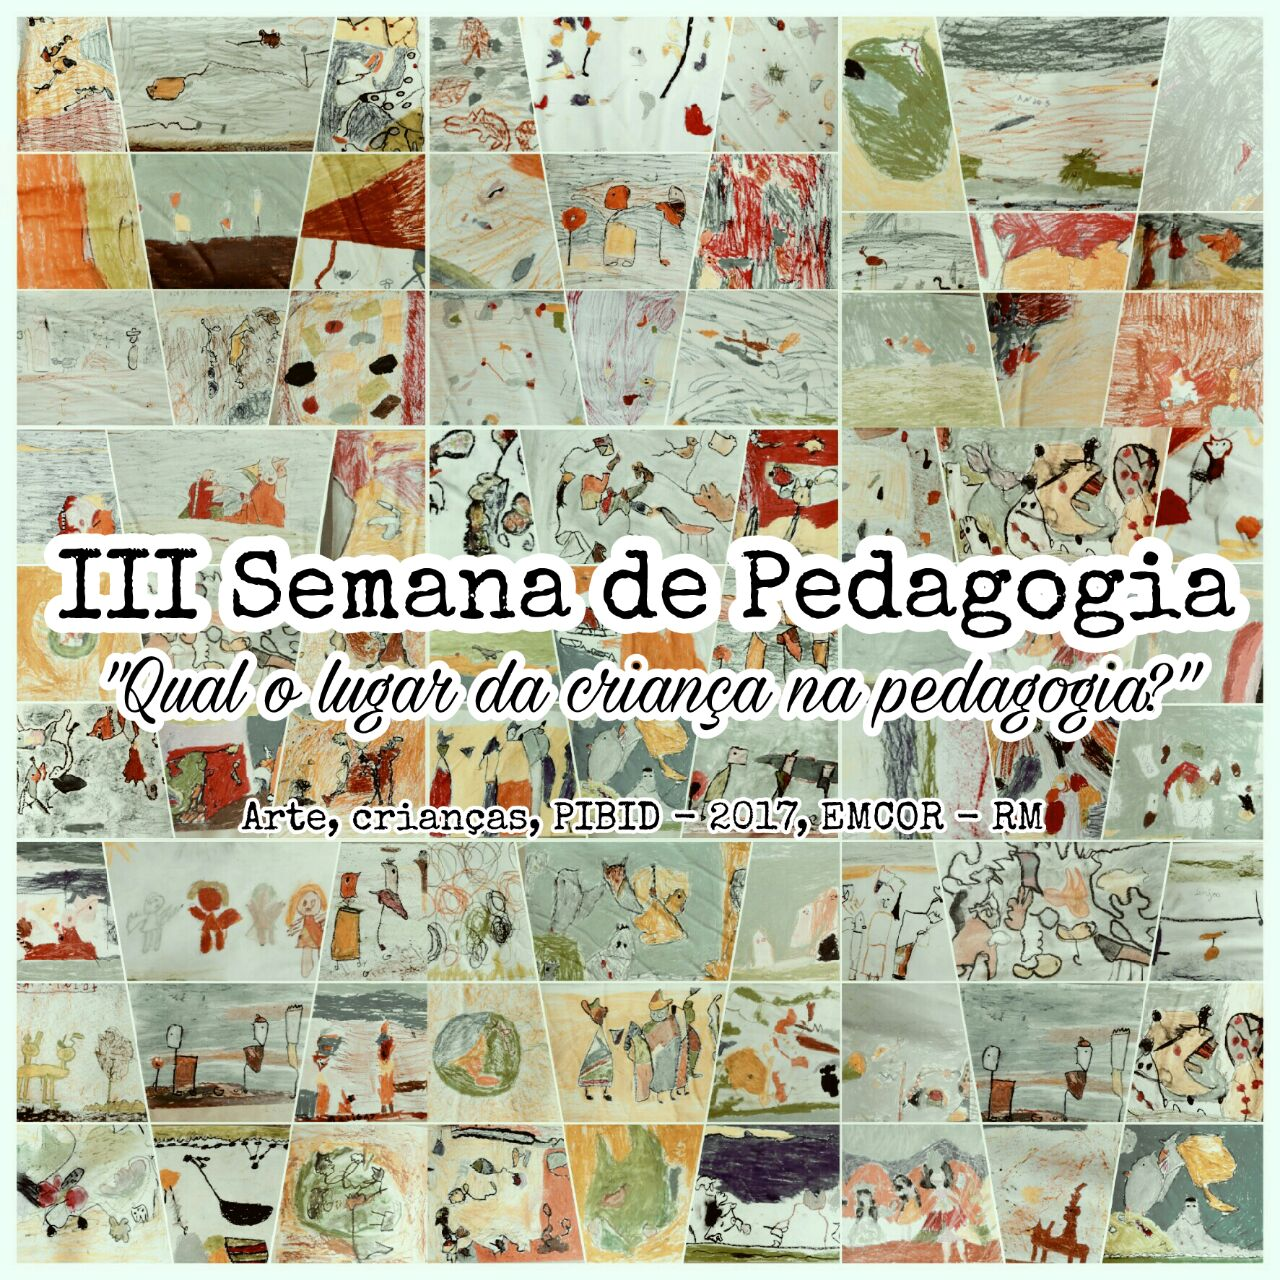 III Semana de Pedagogia
"Qual o lugar da criança na pedagogia?"
Arte, crianças, PIBID - 2017, EMCOR - RM